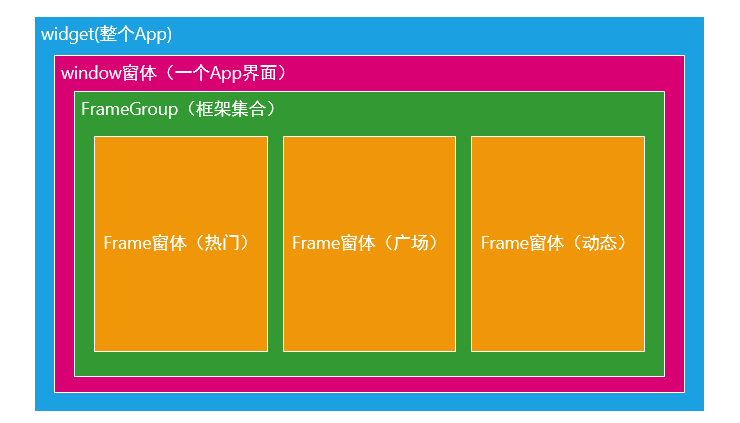 widget(整个App)
window窗体（一个App界面）
FrameGroup（框架集合）
Frame窗体（热门）
Frame窗体（广场）
Frame窗体（动态）